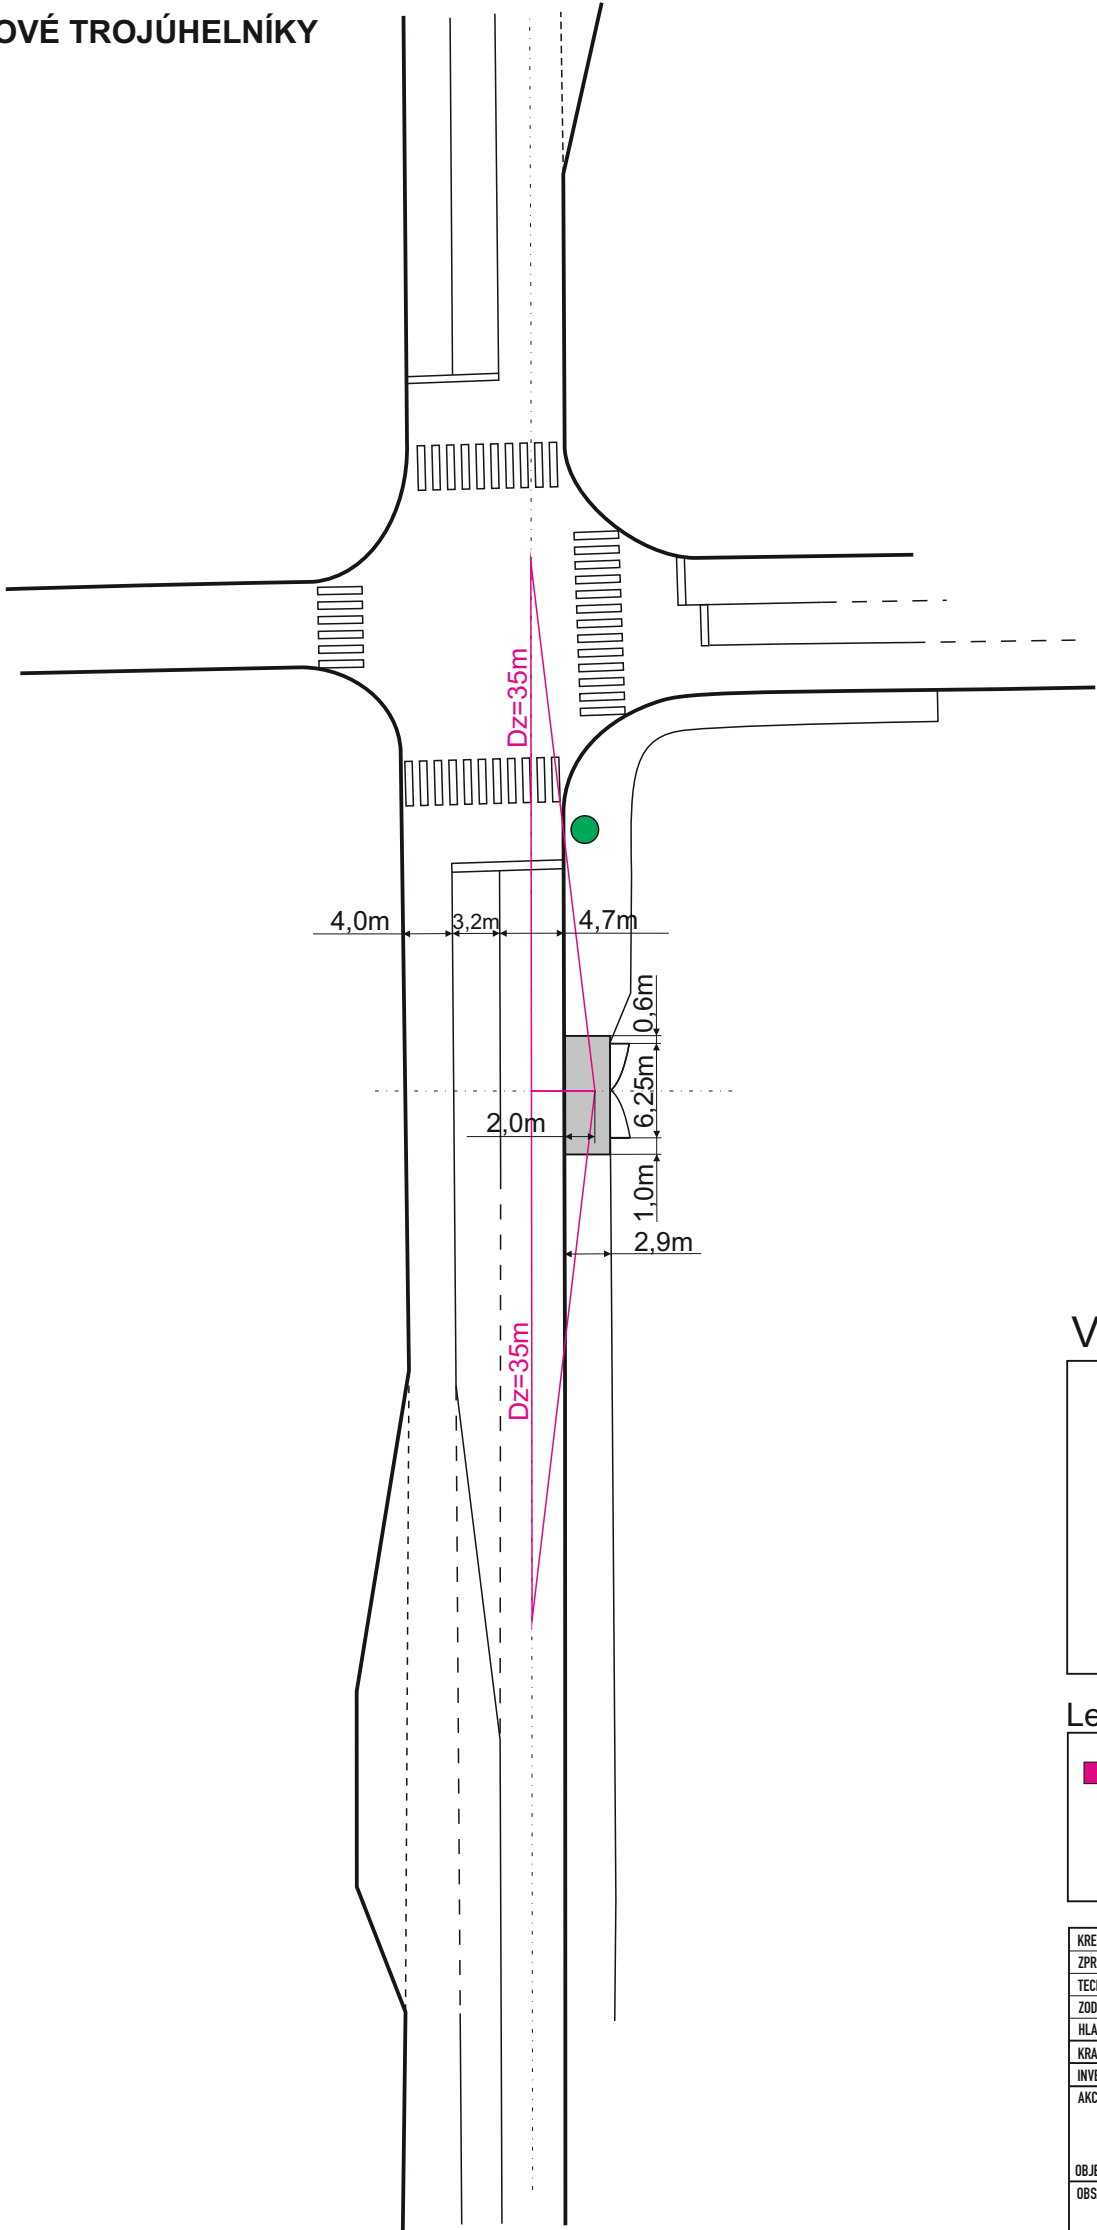 OVÉ TROJÚHELNÍKY
Dz=35m
4,0m
3,2m
4,7m
0,6m
6,25m
2,0m
1,0m
2,9m
Dz=35m
V
Le
KRE
ZPR
TECH
ZOD
HLA
KRA
INVE
AKC
OBJE
OBS